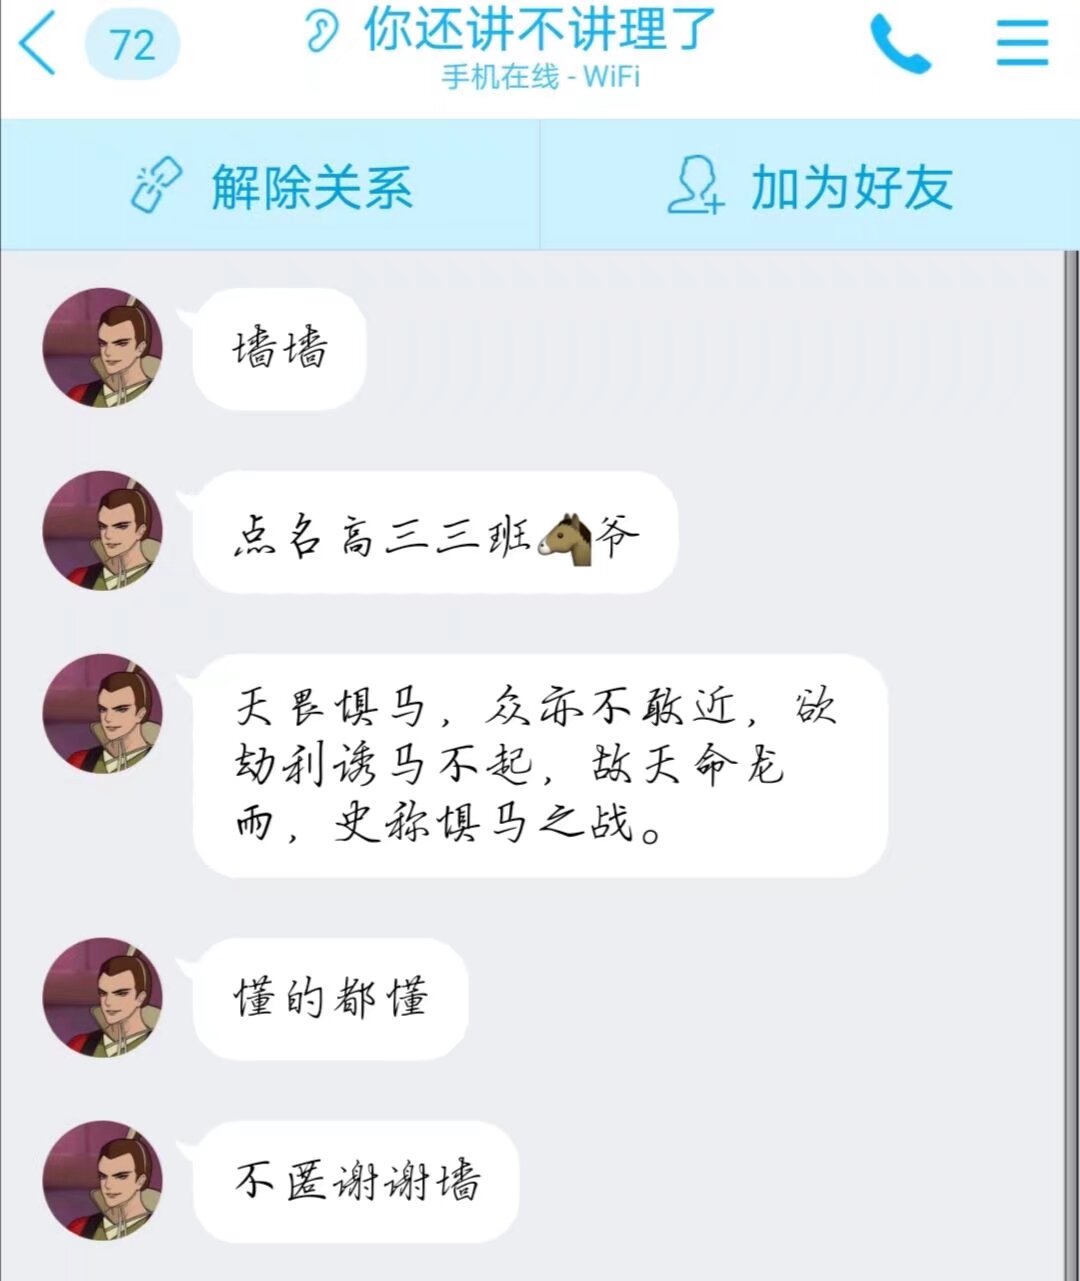 72
你还讲不讲理了
手机在线 - WiFi
解除关系
加为好友
墙墙
点名高三三班🐴爷
天畏惧马，众亦不敢近，欲
劫利诱马不起，故天命龙
而，史称惧马之战。
懂的都懂
不匿谢谢墙